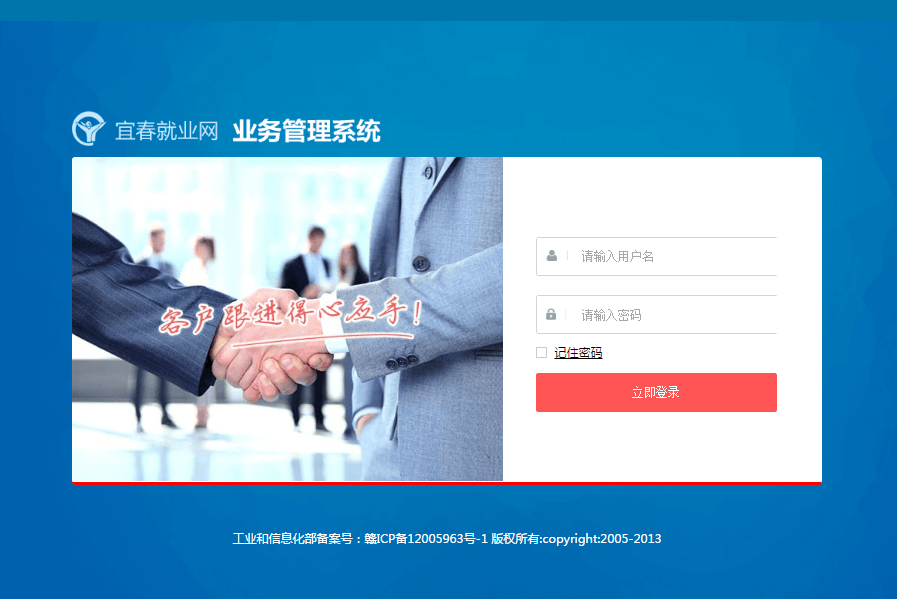 宜春就业网 业务管理系统
客户跟进得心应手!
请输入用户名
请输入密码
记住密码
立即登录
工业和信息化部备案号：赣ICP备12005963号-1 版权所有:copyright:2005-2013